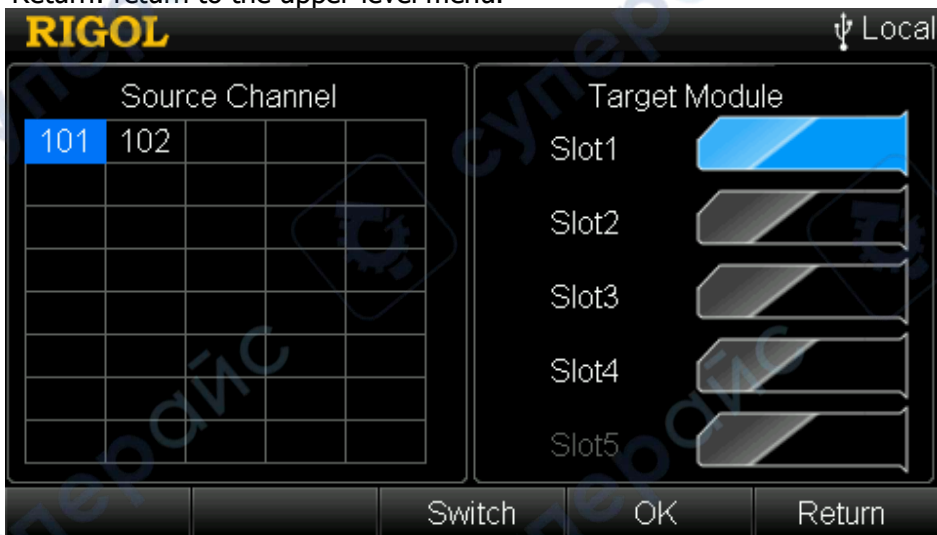 Return: return to the upper level menu.
RIGOL
Local
Source Channel
101 102
Target Module
Slot1
Slot2
Slot3
Slot4
Slot5
Switch OK Return
суперайс